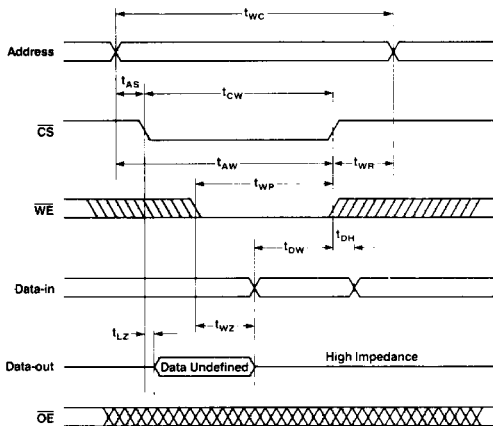 tWC
Address
tAS
tCW
CS
tAW
tWR
tWP
WE
tDW
tDH
Data-in
tLZ
tWZ
Data-out
Data Undefined
High Impedance
OE